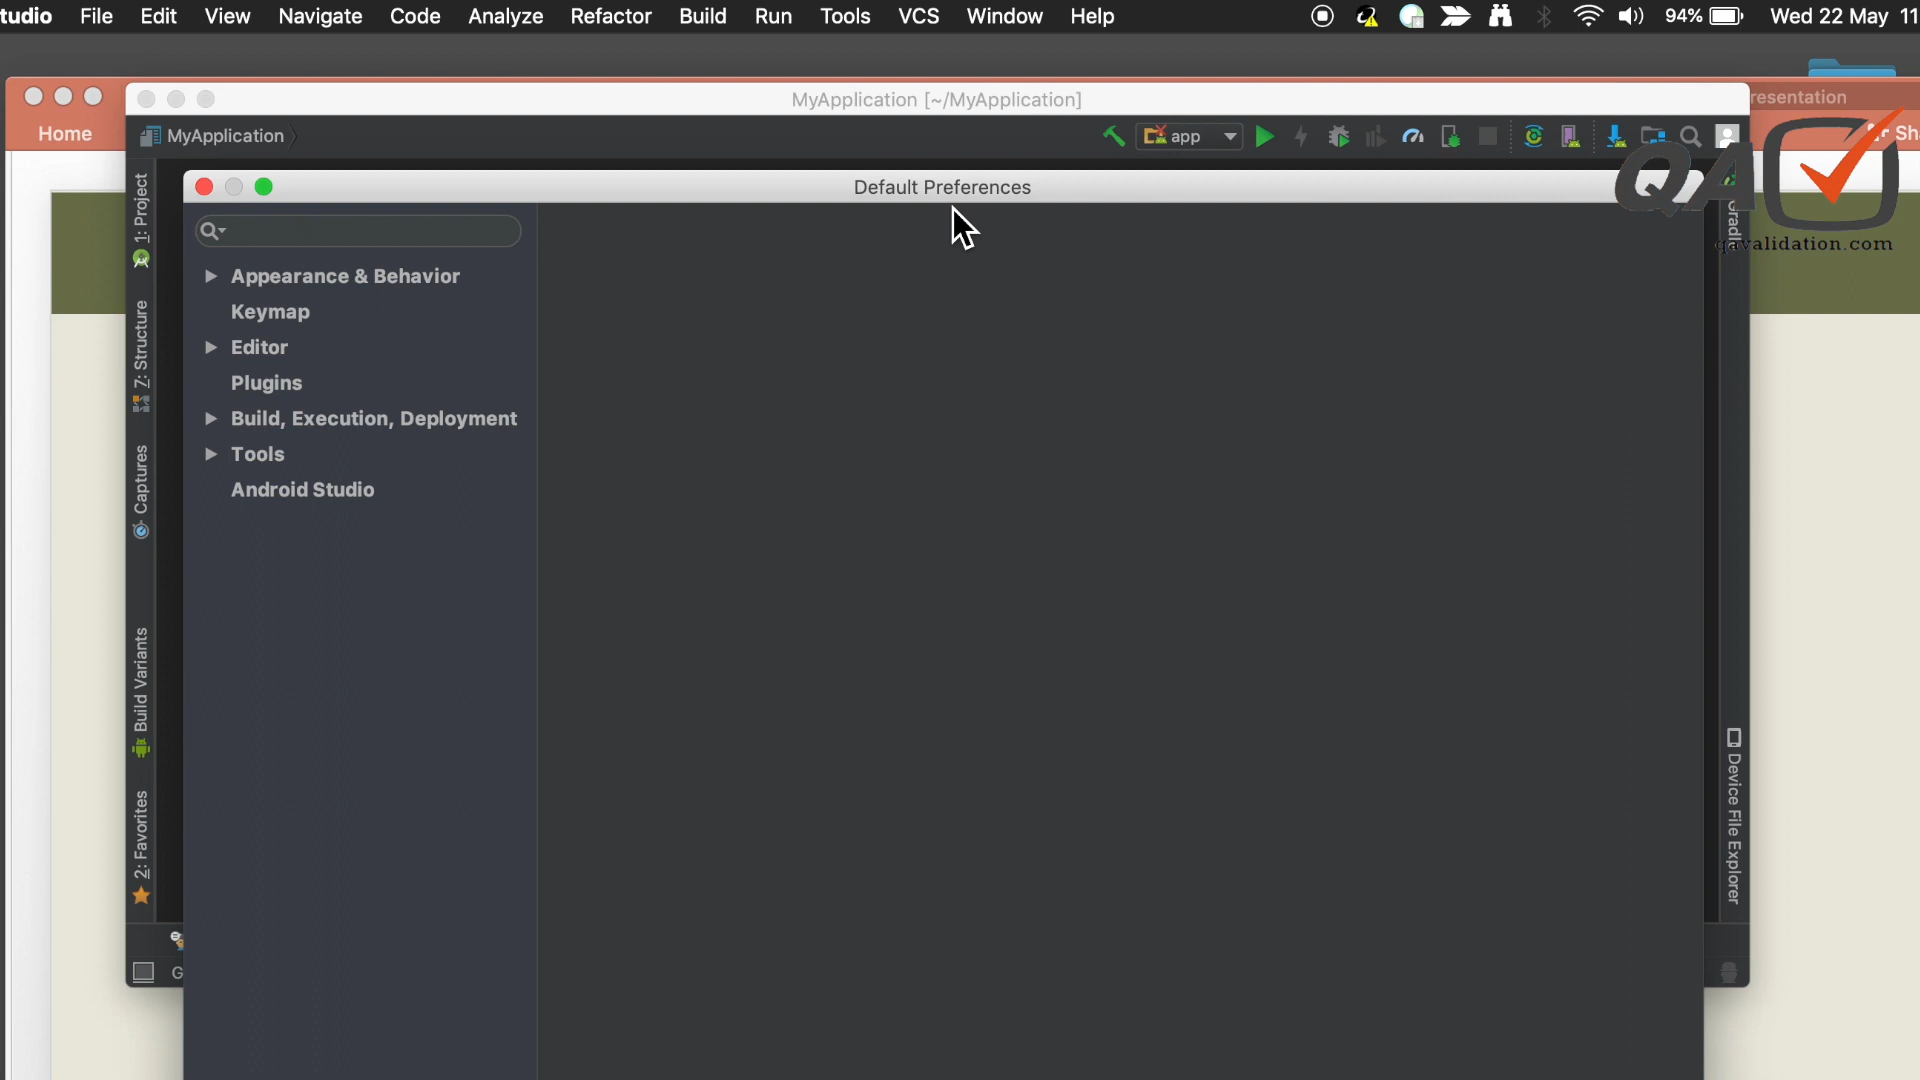 tudio File Edit View Navigate Code Analyze Refactor Build Run Tools VCS Window Help 94% Wed 22 May 11
MyApplication [~/MyApplication]
resentation
Home
MyApplication
app
QA
Default Preferences
qavalidation.com
1: Project
7: Structure
Captures
Build Variants
2: Favorites
Appearance & Behavior
Keymap
Editor
Plugins
Build, Execution, Deployment
Tools
Android Studio
Device File Explorer
G